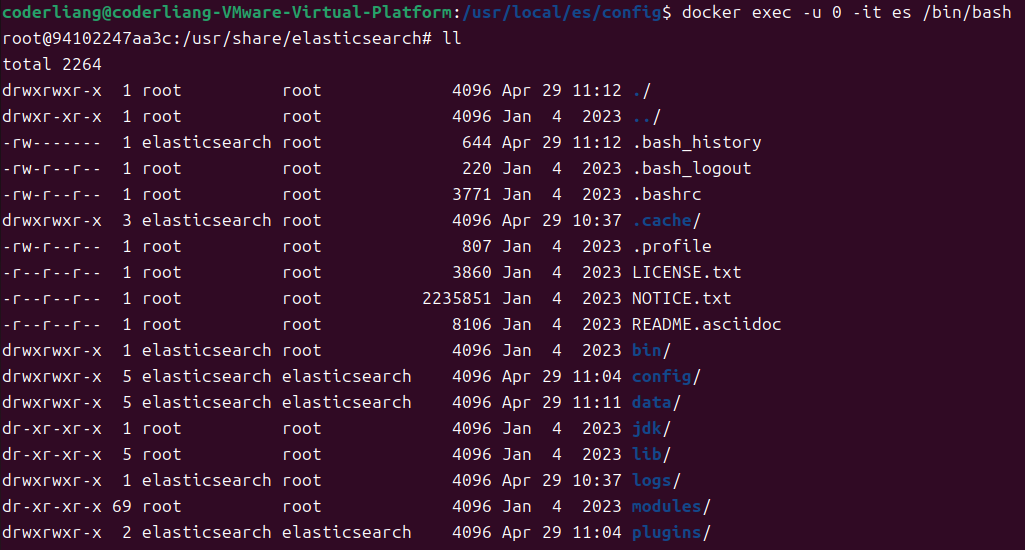 coderliang@coderliang-VMware-Virtual-Platform:/usr/local/es/config$ docker exec -u 0 -it es /bin/bash
root@94102247aa3c:/usr/share/elasticsearch# ll
total 2264
drwxrwxr-x  1 root          root             4096 Apr 29 11:12 ./
drwxr-xr-x  1 root          root             4096 Jan  4  2023 ../
-rw-------  1 elasticsearch root              644 Apr 29 11:12 .bash_history
-rw-r--r--  1 root          root              220 Jan  4  2023 .bash_logout
-rw-r--r--  1 root          root             3771 Jan  4  2023 .bashrc
drwxrwxr-x  3 elasticsearch root             4096 Apr 29 10:37 .cache/
-rw-r--r--  1 root          root              807 Jan  4  2023 .profile
-r--r--r--  1 root          root             3860 Jan  4  2023 LICENSE.txt
-r--r--r--  1 root          root          2235851 Jan  4  2023 NOTICE.txt
-r--r--r--  1 root          root             8106 Jan  4  2023 README.asciidoc
drwxrwxr-x  1 elasticsearch root             4096 Jan  4  2023 bin/
drwxrwxr-x  5 elasticsearch elasticsearch    4096 Apr 29 11:04 config/
drwxrwxr-x  5 elasticsearch elasticsearch    4096 Apr 29 11:11 data/
dr-xr-xr-x  1 root          root             4096 Jan  4  2023 jdk/
dr-xr-xr-x  5 root          root             4096 Jan  4  2023 lib/
drwxrwxr-x  1 elasticsearch root             4096 Apr 29 10:37 logs/
dr-xr-xr-x 69 root          root             4096 Jan  4  2023 modules/
drwxrwxr-x  2 elasticsearch elasticsearch    4096 Apr 29 11:04 plugins/